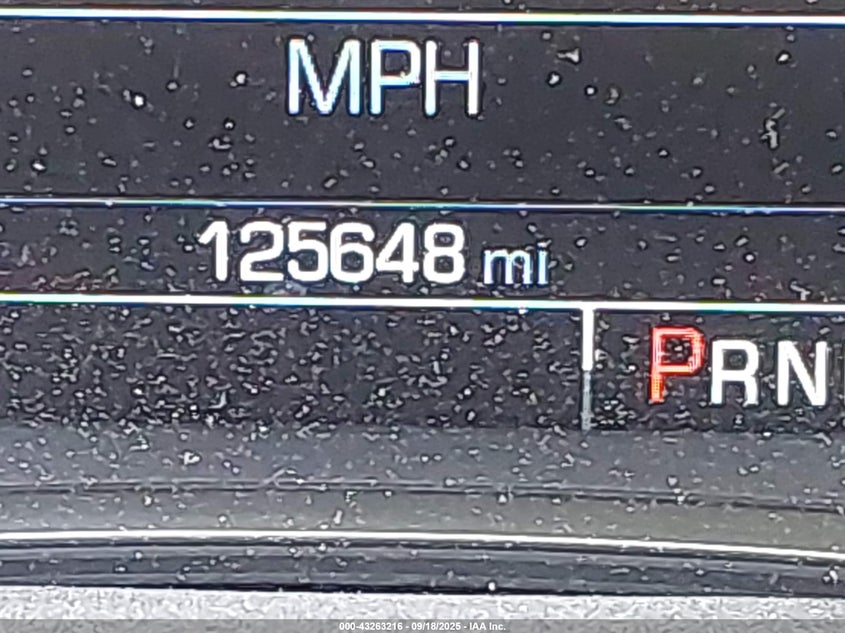 MPH
125648 mi
PRN
000-43263216 - 09/18/2025 - IAA Inc.